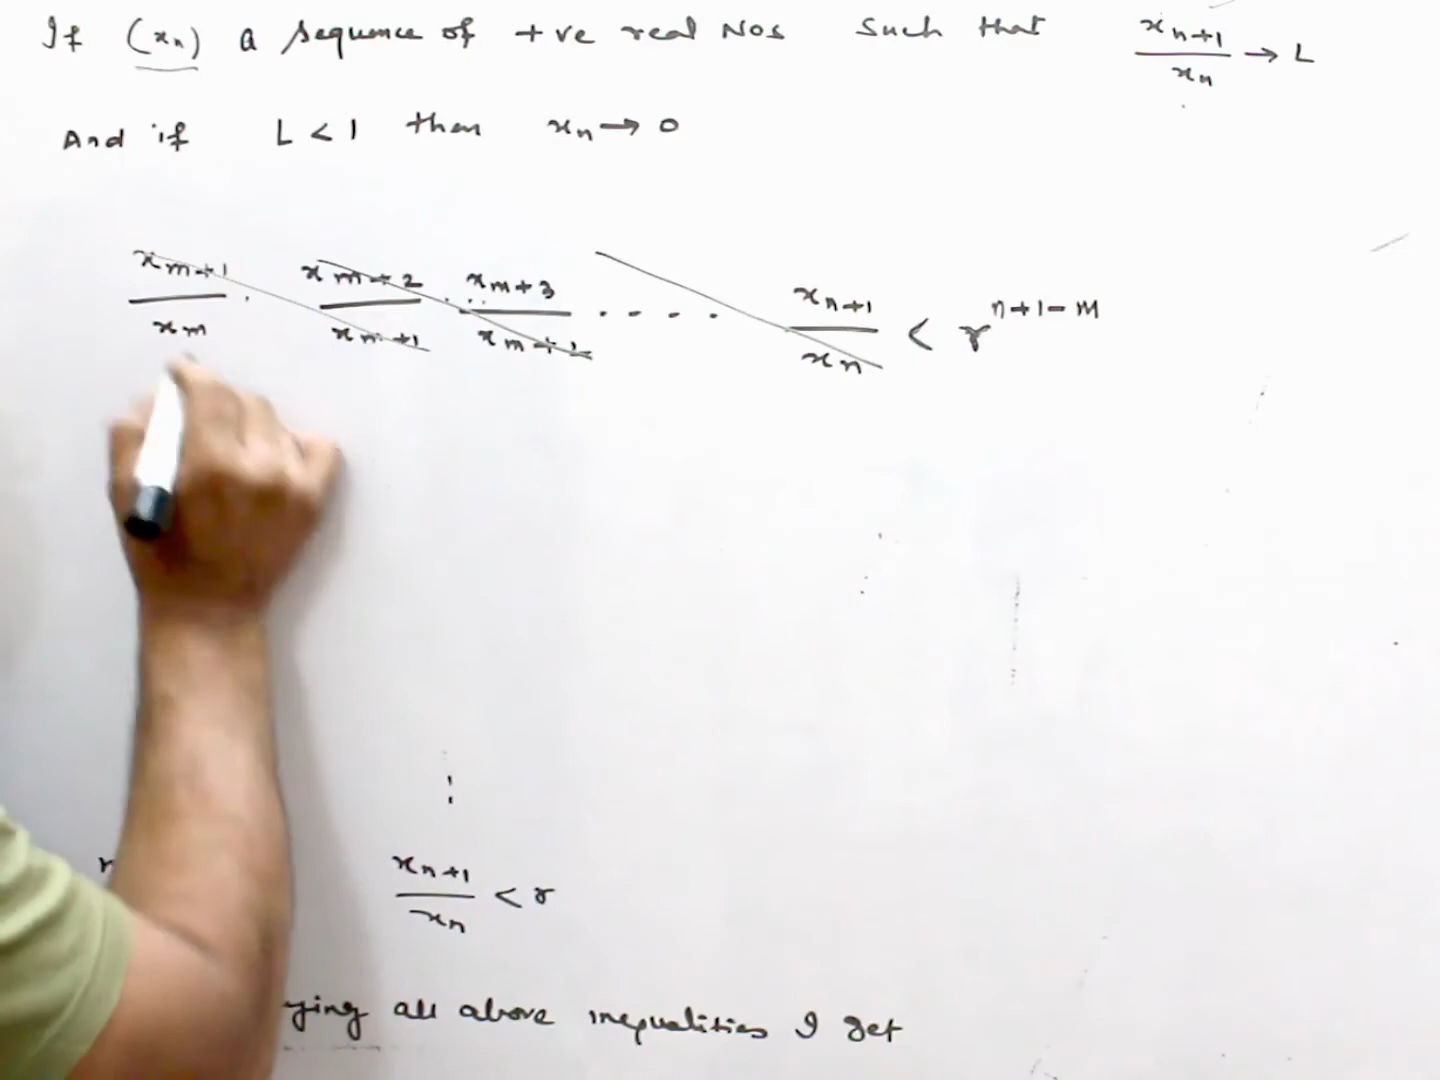 If (xₙ) a sequence of +ve real Nos such that xₙ₊₁/xₙ → L
And if L < 1 then xₙ → 0
xₘ₊₁/xₘ · xₘ₊₂/xₘ₊₁ · xₘ₊₃/xₘ₊₂ .... xₙ₊₁/xₙ < r^(n+1-m)
⋮
xₙ₊₁/xₙ < r
ying all above inequalities I get